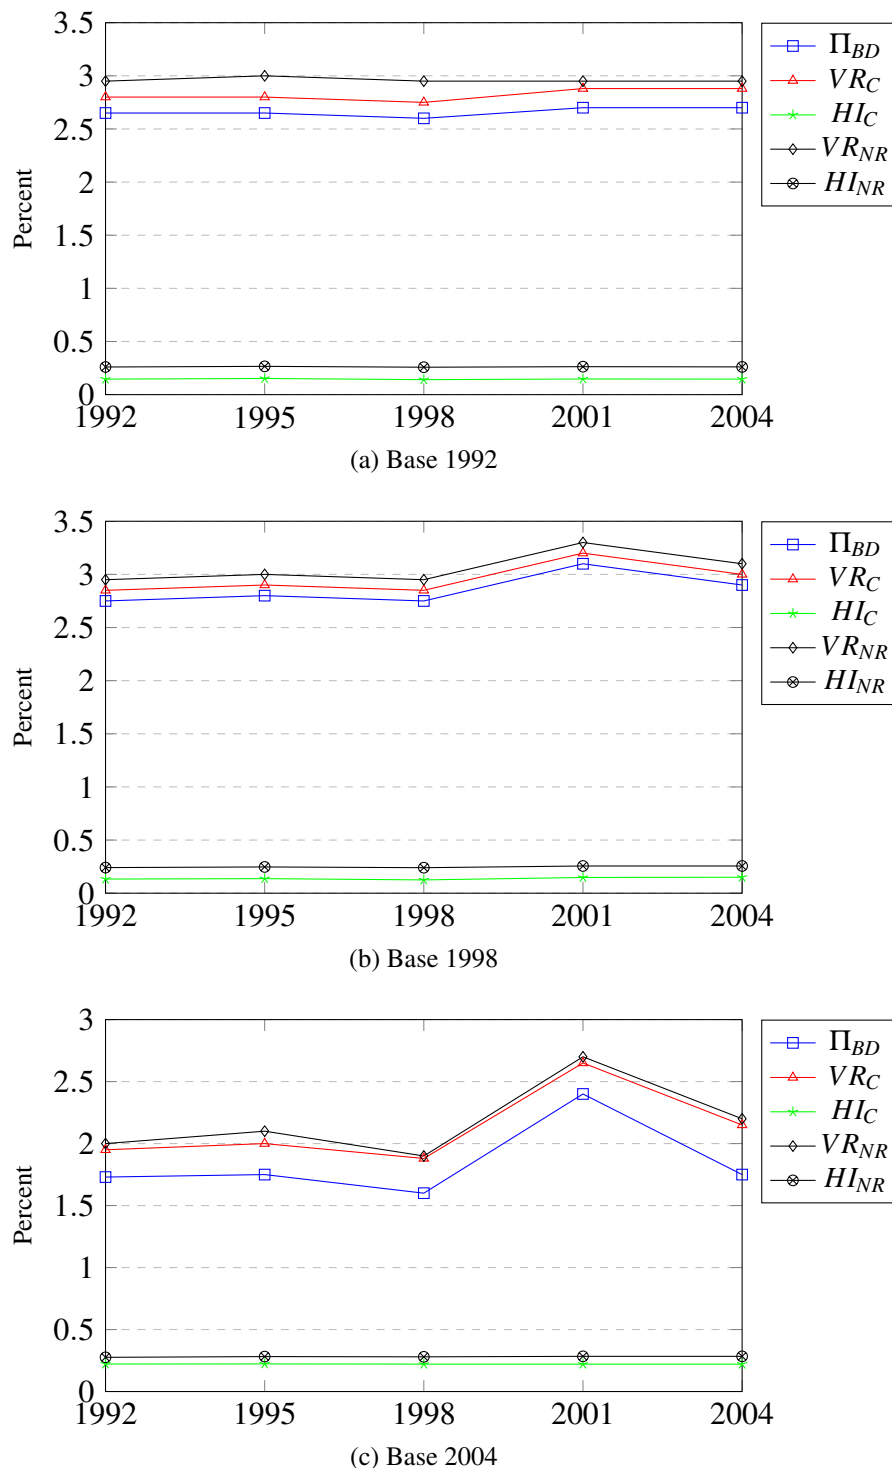 3.5
3
2.5
2
1.5
1
0.5
0
Percent
1992 1995 1998 2001 2004
Π_BD
VR_C
HI_C
VR_NR
HI_NR
(a) Base 1992
3.5
3
2.5
2
1.5
1
0.5
0
Percent
1992 1995 1998 2001 2004
Π_BD
VR_C
HI_C
VR_NR
HI_NR
(b) Base 1998
3
2.5
2
1.5
1
0.5
0
Percent
1992 1995 1998 2001 2004
Π_BD
VR_C
HI_C
VR_NR
HI_NR
(c) Base 2004